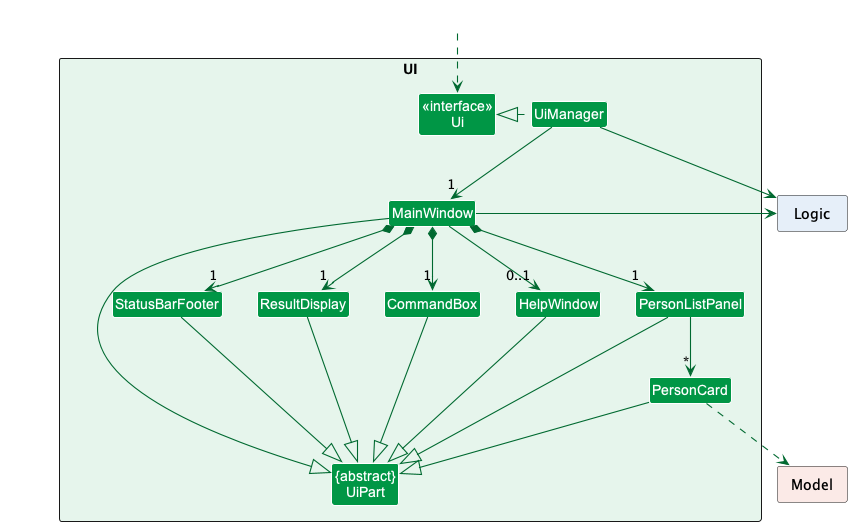 UI
«interface»
Ui
UiManager
1
MainWindow
Logic
1
1
1
0..1
1
StatusBarFooter
ResultDisplay
CommandBox
HelpWindow
PersonListPanel
*
PersonCard
{abstract}
UiPart
Model